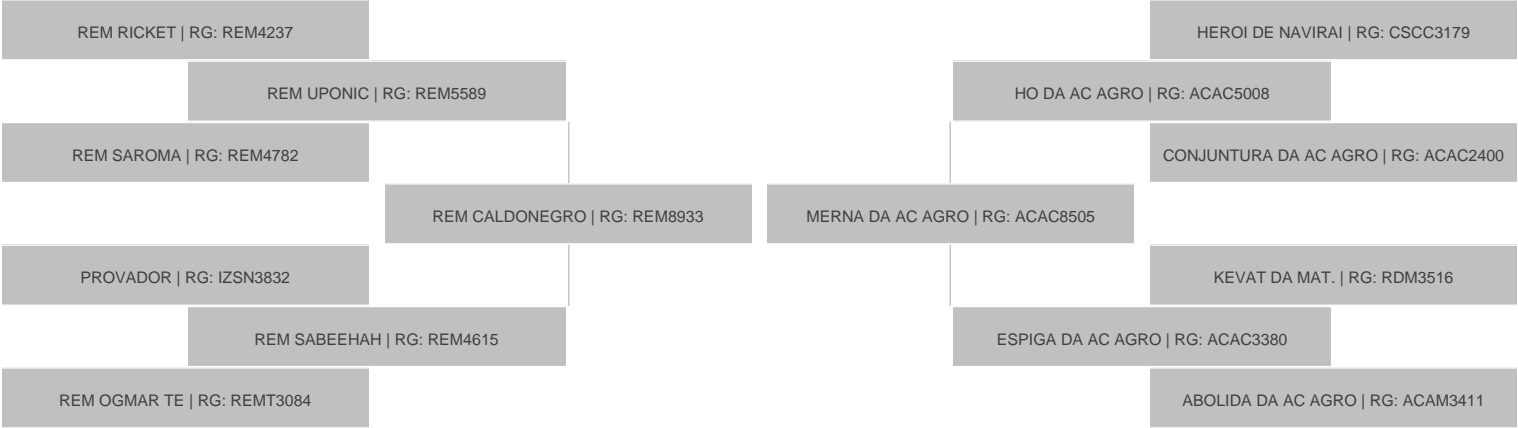 REM RICKET | RG: REM4237
HEROI DE NAVIRAI | RG: CSCC3179
REM UPONIC | RG: REM5589
HO DA AC AGRO | RG: ACAC5008
REM SAROMA | RG: REM4782
CONJUNTURA DA AC AGRO | RG: ACAC2400
REM CALDONEGRO | RG: REM8933
MERNA DA AC AGRO | RG: ACAC8505
PROVADOR | RG: IZSN3832
KEVAT DA MAT. | RG: RDM3516
REM SABEEHAH | RG: REM4615
ESPIGA DA AC AGRO | RG: ACAC3380
REM OGMAR TE | RG: REMT3084
ABOLIDA DA AC AGRO | RG: ACAM3411